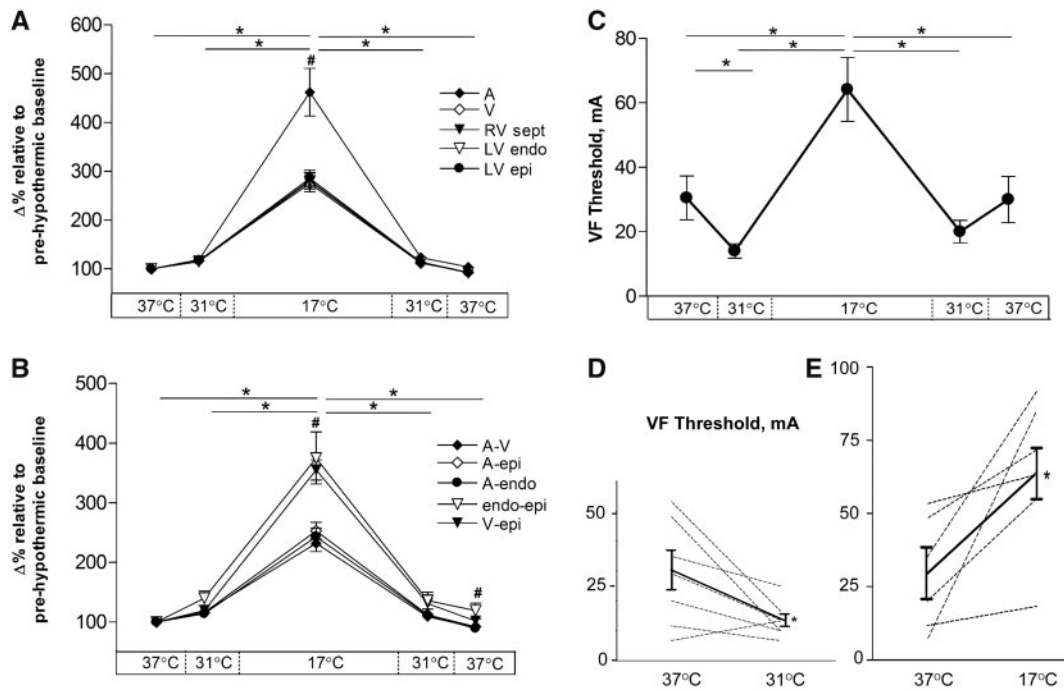 A
Δ% relative to
pre-hypothermic baseline
600
500
400
300
200
100
*
*
*
*
#
A
V
RV sept
LV endo
LV epi
37°C
31°C
17°C
31°C
37°C
B
Δ% relative to
pre-hypothermic baseline
500
400
300
200
100
*
*
*
*
#
#
A-V
A-epi
A-endo
endo-epi
V-epi
37°C
31°C
17°C
31°C
37°C
C
VF Threshold, mA
80
60
40
20
0
*
*
*
*
*
37°C
31°C
17°C
31°C
37°C
D
VF Threshold, mA
50
25
0
*
37°C
31°C
E
100
75
50
25
0
*
37°C
17°C